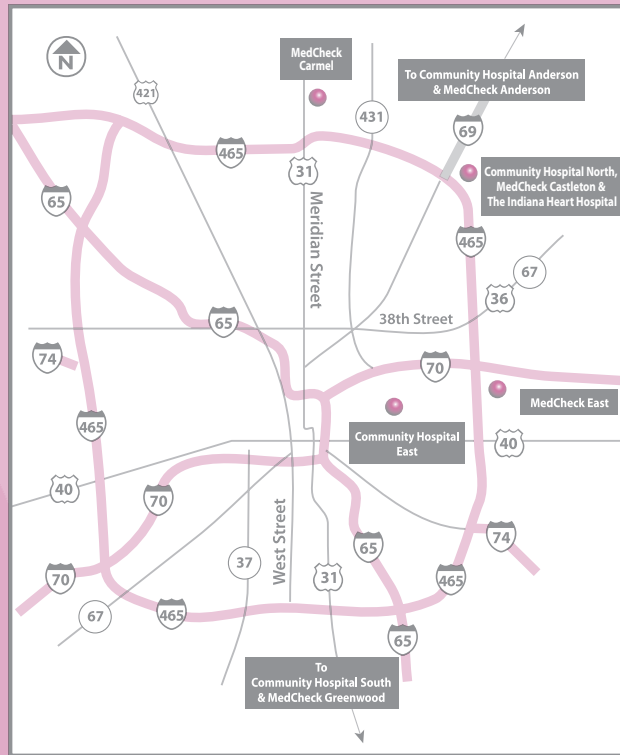 N
MedCheck
Carmel
To Community Hospital Anderson
& MedCheck Anderson
421
431
69
465
31
Community Hospital North,
MedCheck Castleton &
The Indiana Heart Hospital
65
Meridian Street
465
67
36
65
38th Street
74
70
MedCheck East
465
Community Hospital
East
40
40
70
West Street
74
65
37
31
70
465
67
465
65
To
Community Hospital South
& MedCheck Greenwood